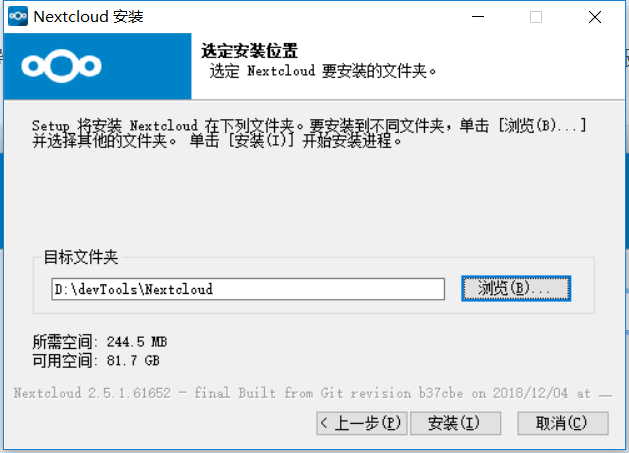 Nextcloud 安装
选定安装位置
选定 Nextcloud 要安装的文件夹。
Setup 将安装 Nextcloud 在下列文件夹。要安装到不同文件夹，单击 [浏览(B)...]
并选择其他的文件夹。 单击 [安装(I)] 开始安装进程。
目标文件夹
D:\devTools\Nextcloud
浏览(B)...
所需空间: 244.5 MB
可用空间: 81.7 GB
Nextcloud 2.5.1.61652 - final Built from Git revision b37cbe on 2018/12/04 at __
< 上一步(P)
安装(I)
取消(C)